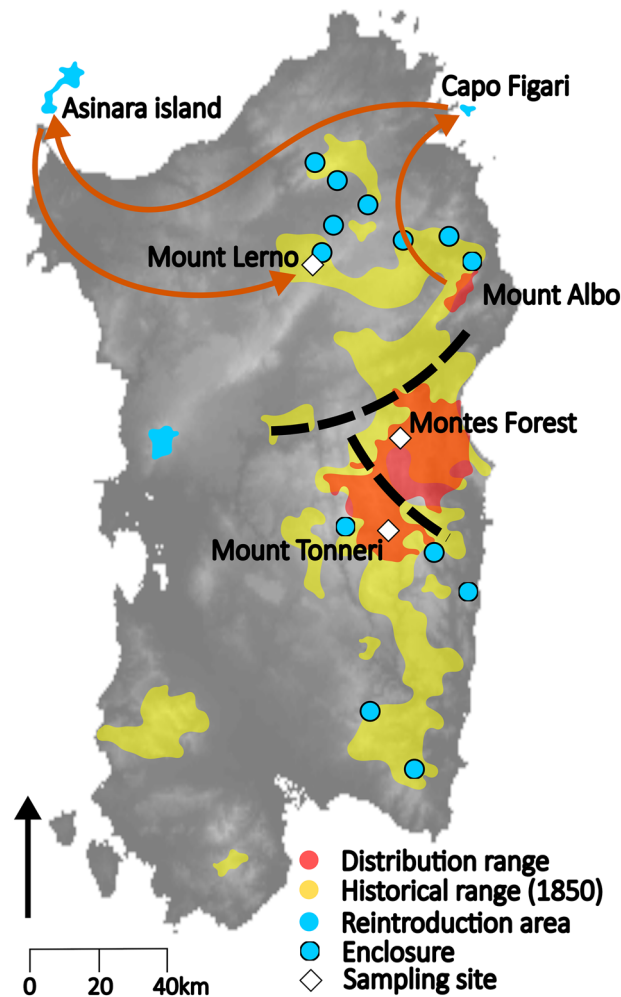 Capo Figari
Asinara island
Mount Lerno
Mount Albo
Montes Forest
Mount Tonneri
Distribution range
Historical range (1850)
Reintroduction area
Enclosure
Sampling site
0 20 40km